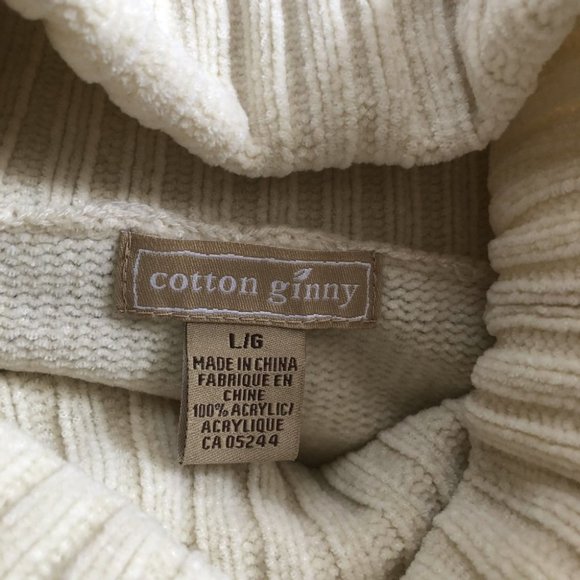 cotton ginny
L/G
MADE IN CHINA
FABRIQUE EN
CHINE
100% ACRYLIC/
ACRYLIQUE
CA 05244